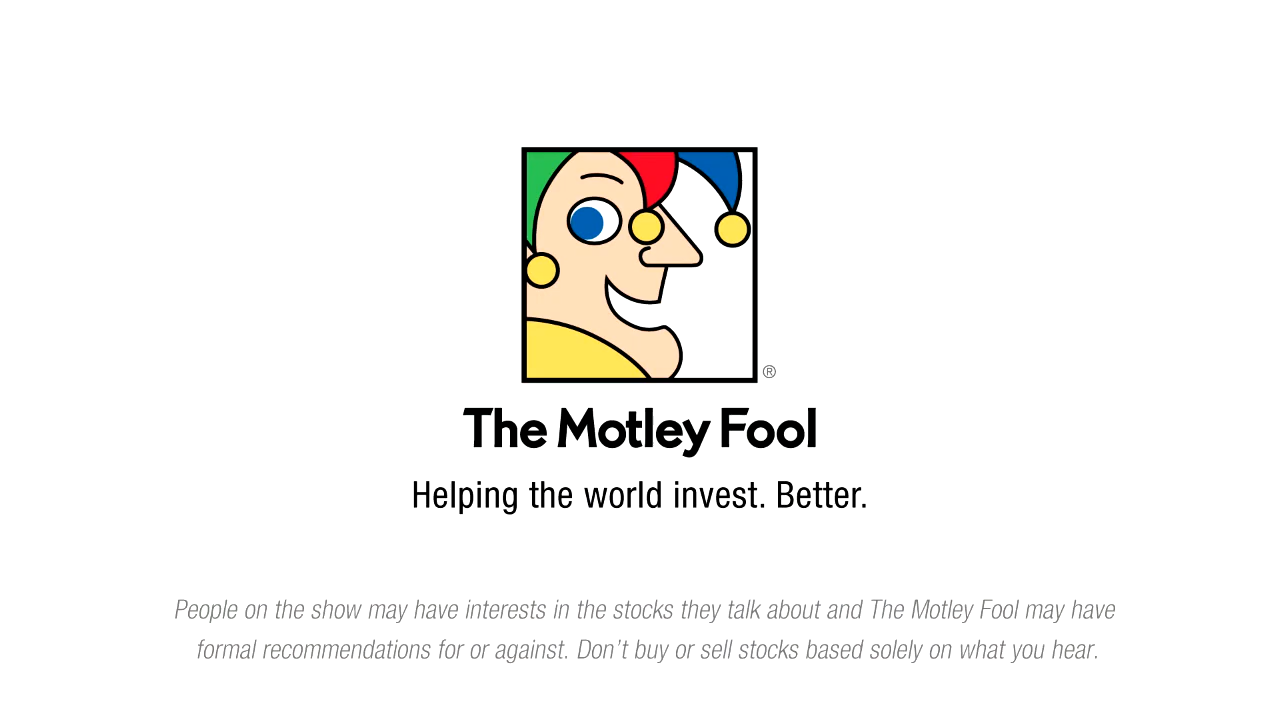 ®
The Motley Fool
Helping the world invest. Better.
People on the show may have interests in the stocks they talk about and The Motley Fool may have
formal recommendations for or against. Don’t buy or sell stocks based solely on what you hear.